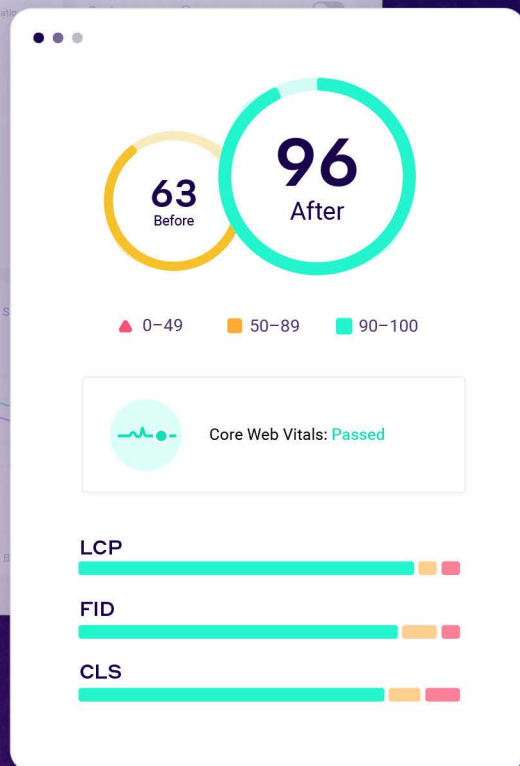 63
Before
96
After
0–49
50–89
90–100
Core Web Vitals: Passed
LCP
FID
CLS